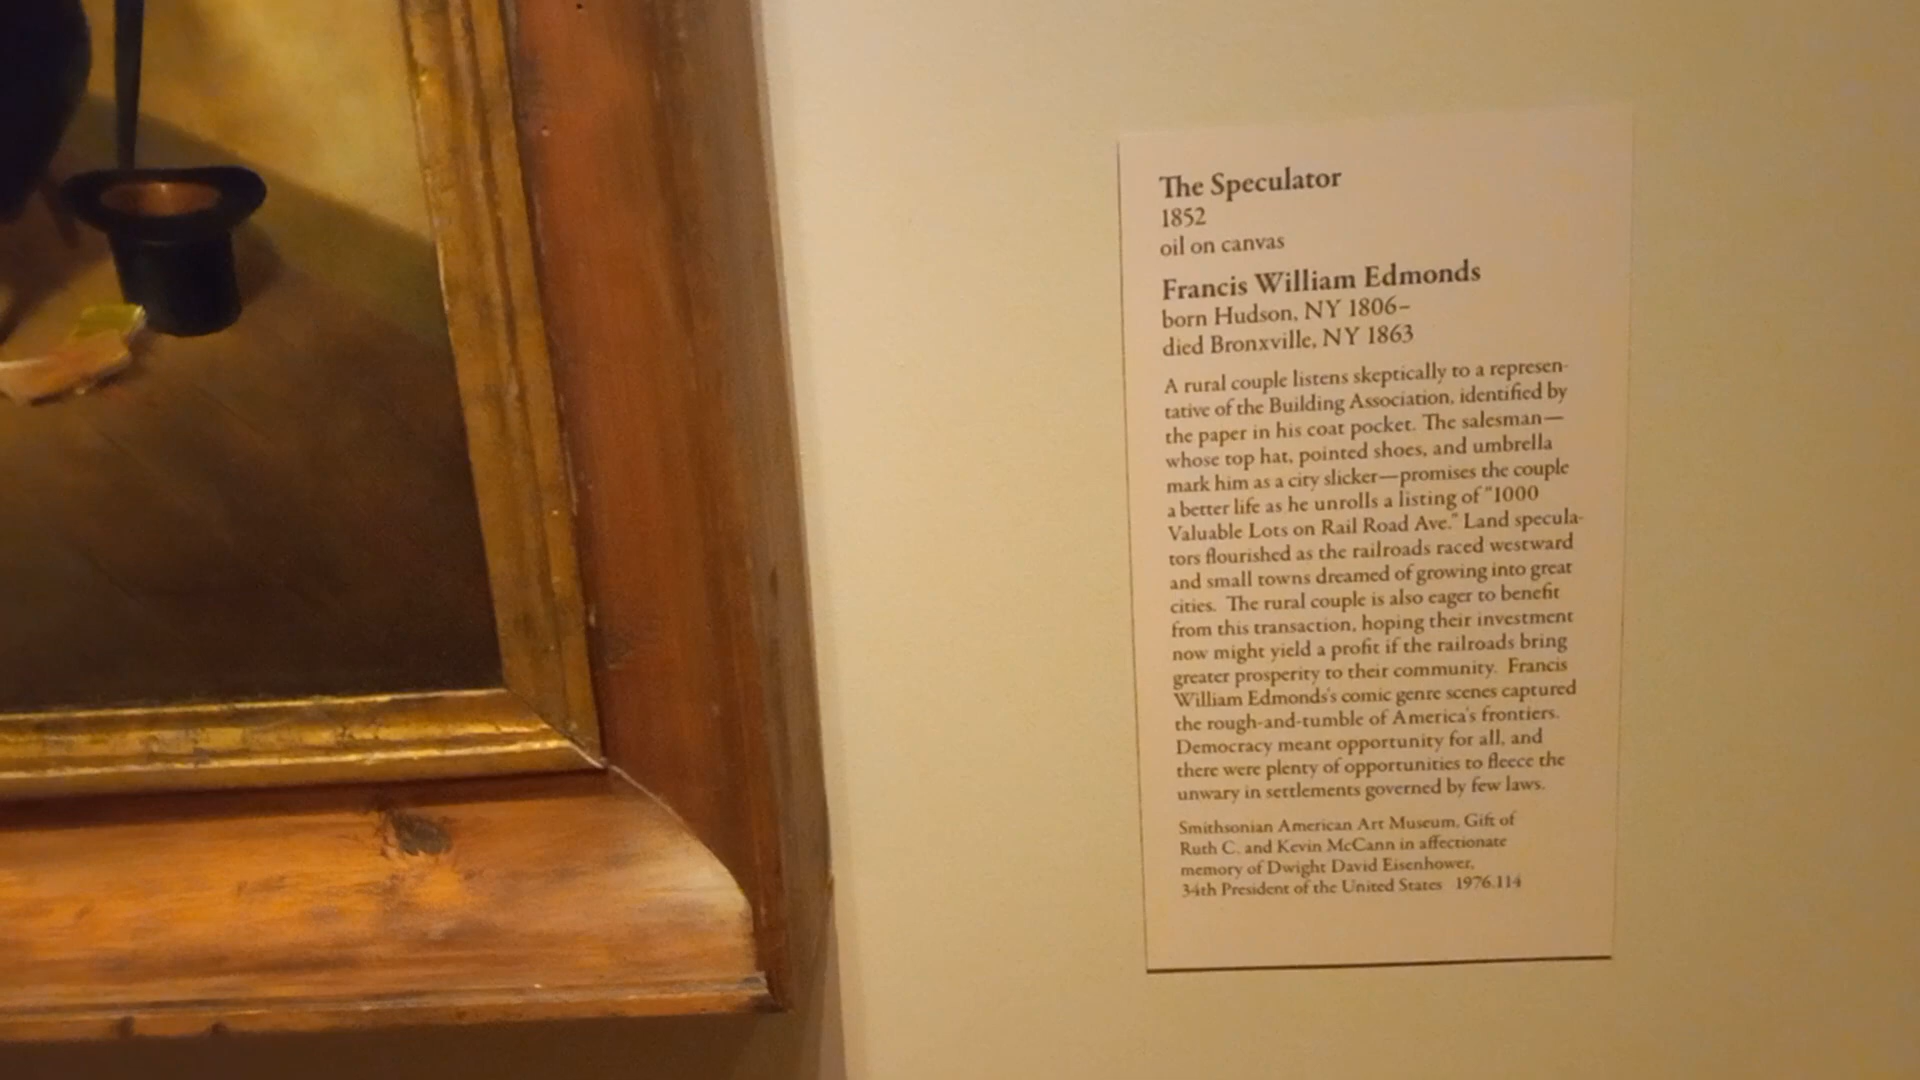 The Speculator
1852
oil on canvas
Francis William Edmonds
born Hudson, NY 1806–
died Bronxville, NY 1863
A rural couple listens skeptically to a represen-
tative of the Building Association, identified by
the paper in his coat pocket. The salesman—
whose top hat, pointed shoes, and umbrella
mark him as a city slicker—promises the couple
a better life as he unrolls a listing of "1000
Valuable Lots on Rail Road Ave." Land specula-
tors flourished as the railroads raced westward
and small towns dreamed of growing into great
cities. The rural couple is also eager to benefit
from this transaction, hoping their investment
now might yield a profit if the railroads bring
greater prosperity to their community. Francis
William Edmonds's comic genre scenes captured
the rough-and-tumble of America's frontiers.
Democracy meant opportunity for all, and
there were plenty of opportunities to fleece the
unwary in settlements governed by few laws.
Smithsonian American Art Museum, Gift of
Ruth C. and Kevin McCann in affectionate
memory of Dwight David Eisenhower,
34th President of the United States 1976.114